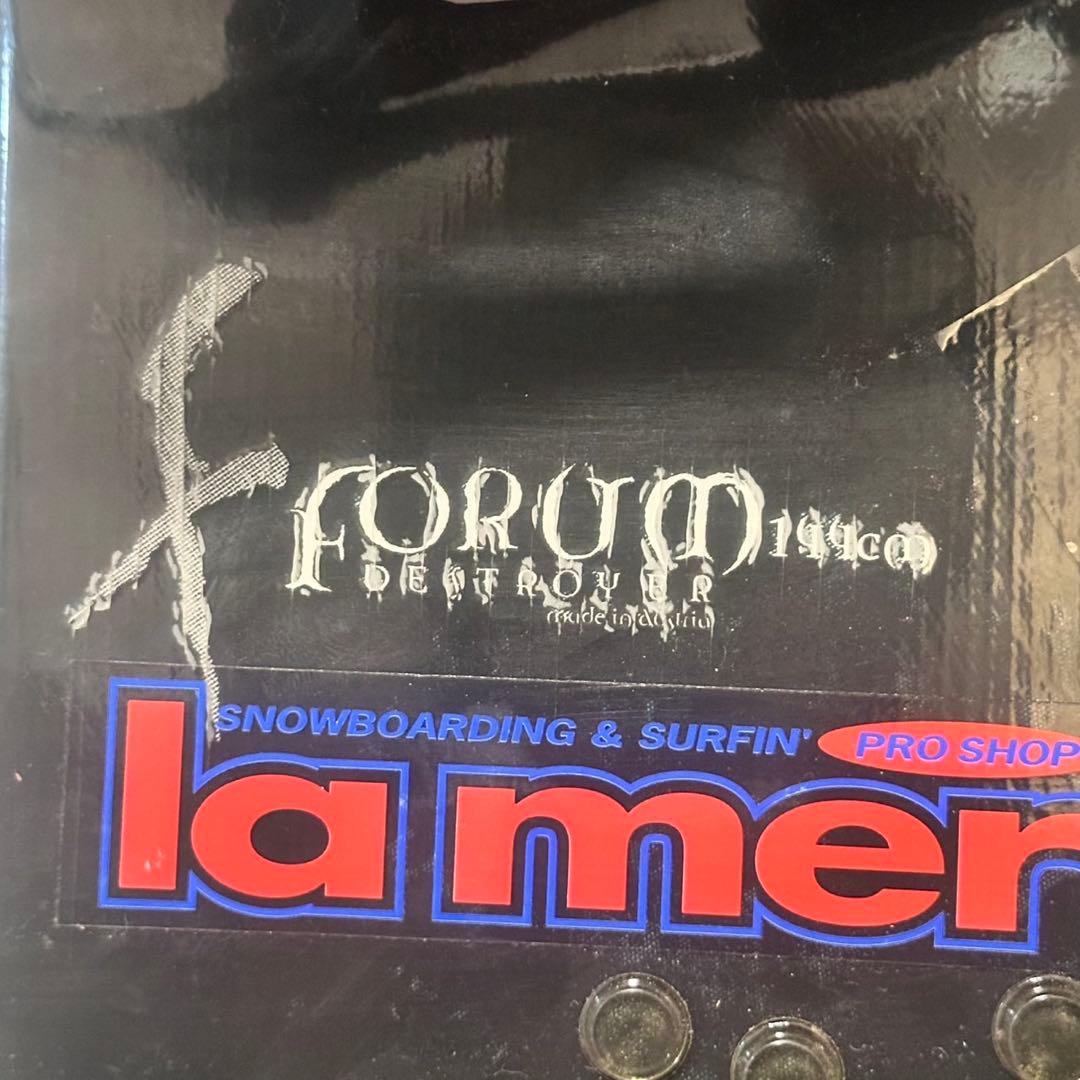 FORUM
DESTROYER
made in austria
SNOWBOARDING & SURFIN' PRO SHOP
la mer